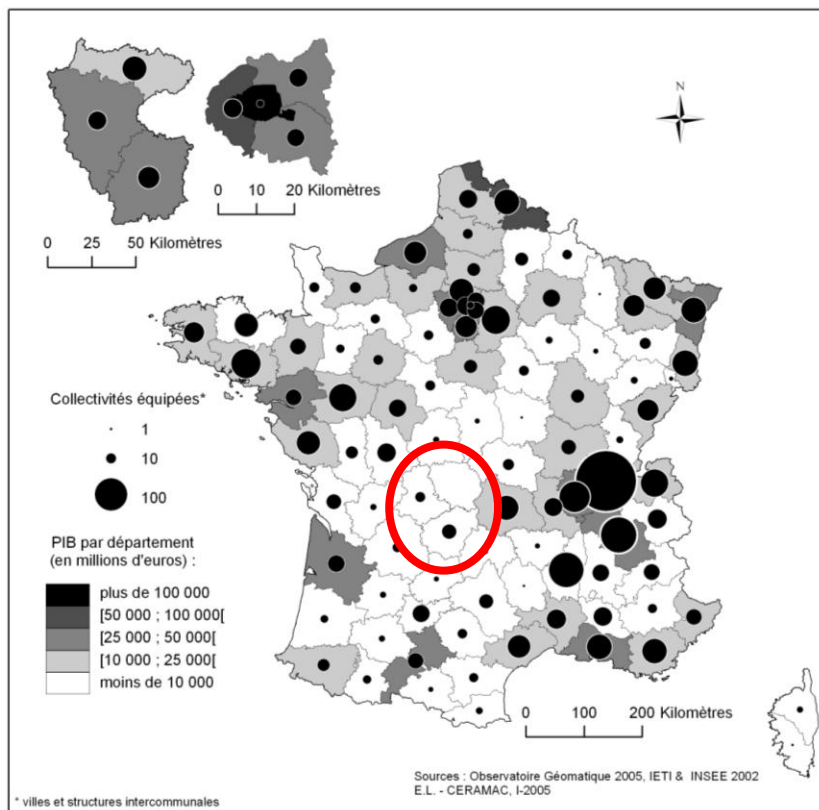 N
0 10 20 Kilomètres
0 25 50 Kilomètres
Collectivités équipées*
1
10
100
PIB par département
(en millions d'euros) :
plus de 100 000
[50 000 ; 100 000[
[25 000 ; 50 000[
[10 000 ; 25 000[
moins de 10 000
0 100 200 Kilomètres
Sources : Observatoire Géomatique 2005, IETI & INSEE 2002
E.L. - CERAMAC, I-2005
* villes et structures intercommunales